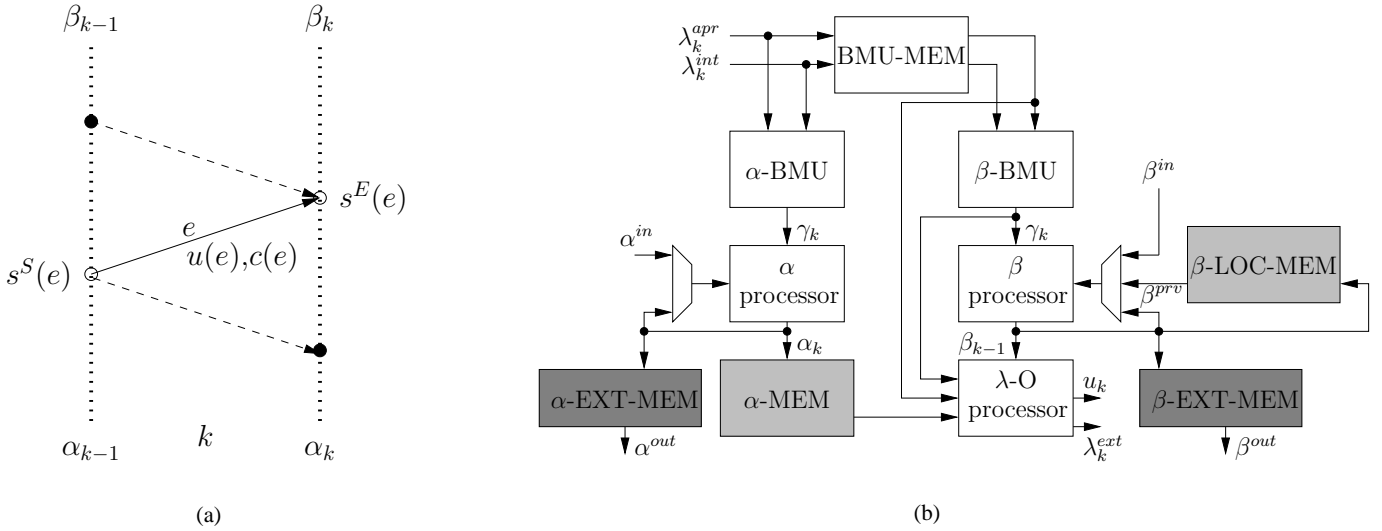 β_{k−1}
β_k
s^E(e)
e
u(e),c(e)
s^S(e)
α_{k−1}
k
α_k
(a)
λ_k^{apr}
λ_k^{int}
BMU-MEM
α-BMU
β-BMU
β^{in}
γ_k
γ_k
α^{in}
α
processor
β
processor
β-LOC-MEM
β^{prv}
α_k
β_{k−1}
α-EXT-MEM
α-MEM
λ-O
processor
u_k
β-EXT-MEM
α^{out}
λ_k^{ext}
β^{out}
(b)